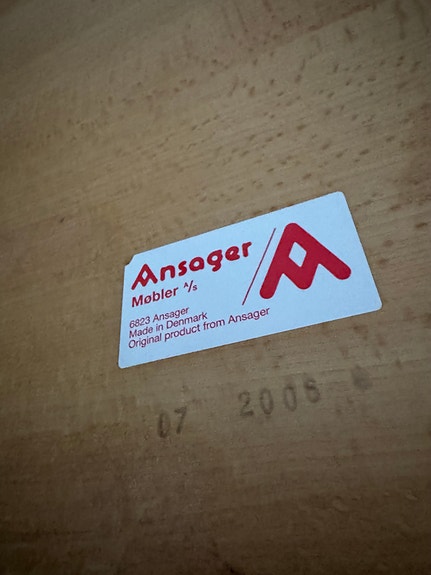 Ansager
Møbler A/S
6823 Ansager
Made in Denmark
Original product from Ansager
07 2006